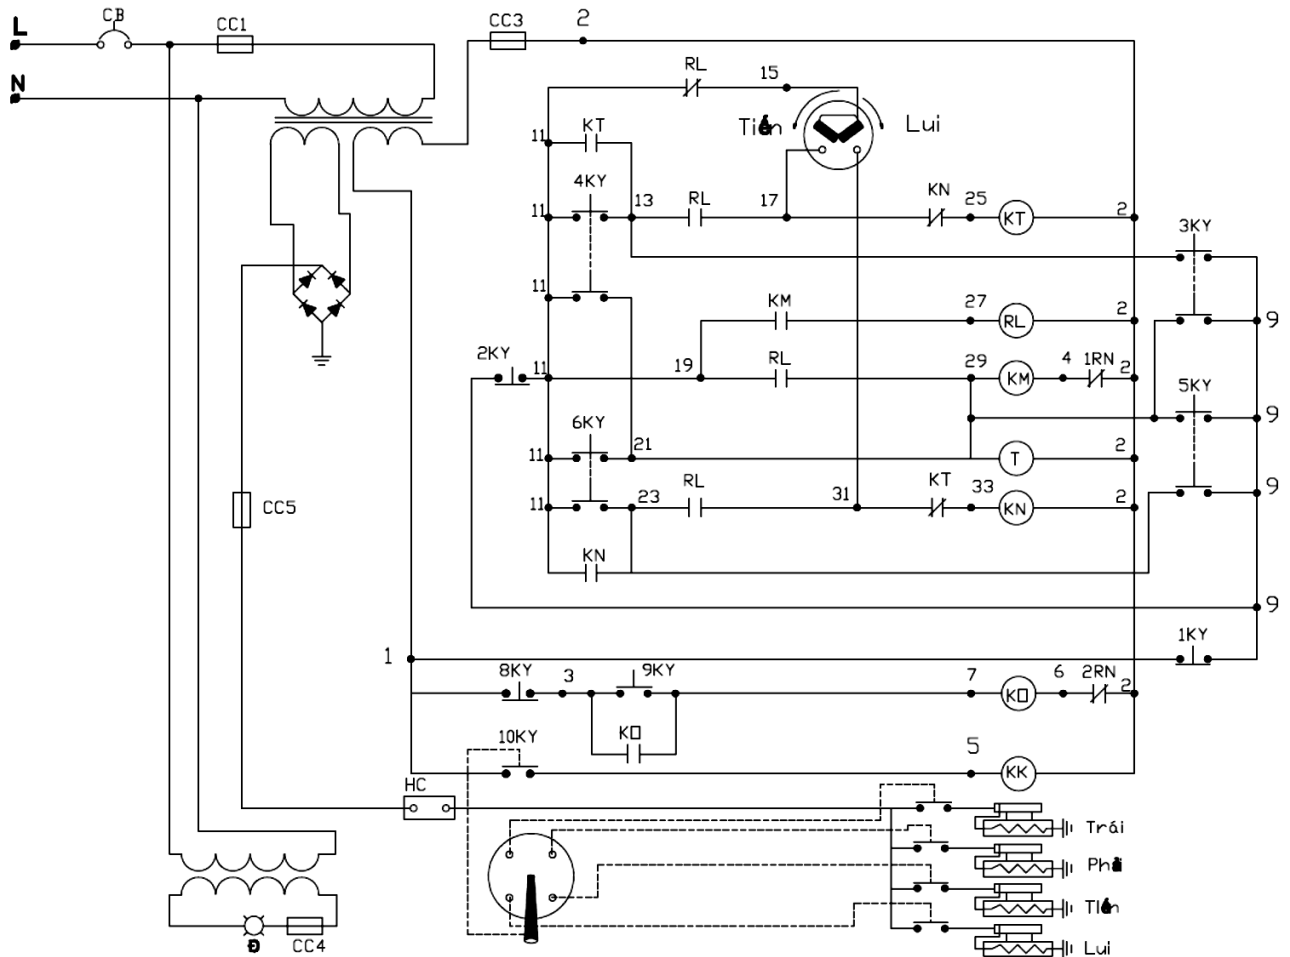 L
CB
CC1
CC3
2
N
RL
15
Tiến
Lui
11
KT
4KY
11
13
RL
17
KN
25
KT
2
3KY
11
KM
27
RL
2
9
2KY
11
19
RL
29
KM
4
1RN
2
5KY
9
6KY
11
21
T
2
CC5
11
23
RL
31
KT
33
KN
2
9
KN
9
1
1KY
8KY
3
9KY
7
KD
6
2RN
2
KD
10KY
5
KK
HC
Trái
Phải
Tiến
Lui
Đ
CC4